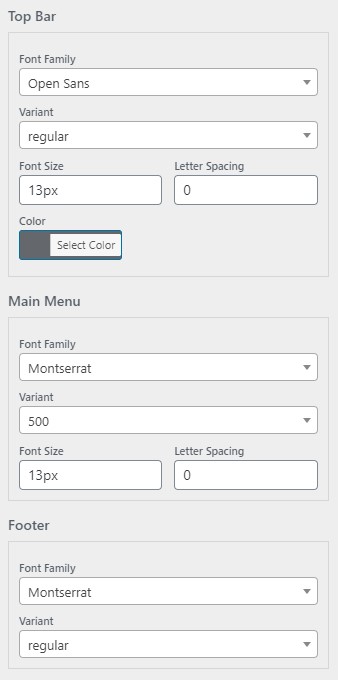 Top Bar
Font Family
Open Sans
Variant
regular
Font Size Letter Spacing
13px 0
Color
Select Color
Main Menu
Font Family
Montserrat
Variant
500
Font Size Letter Spacing
13px 0
Footer
Font Family
Montserrat
Variant
regular